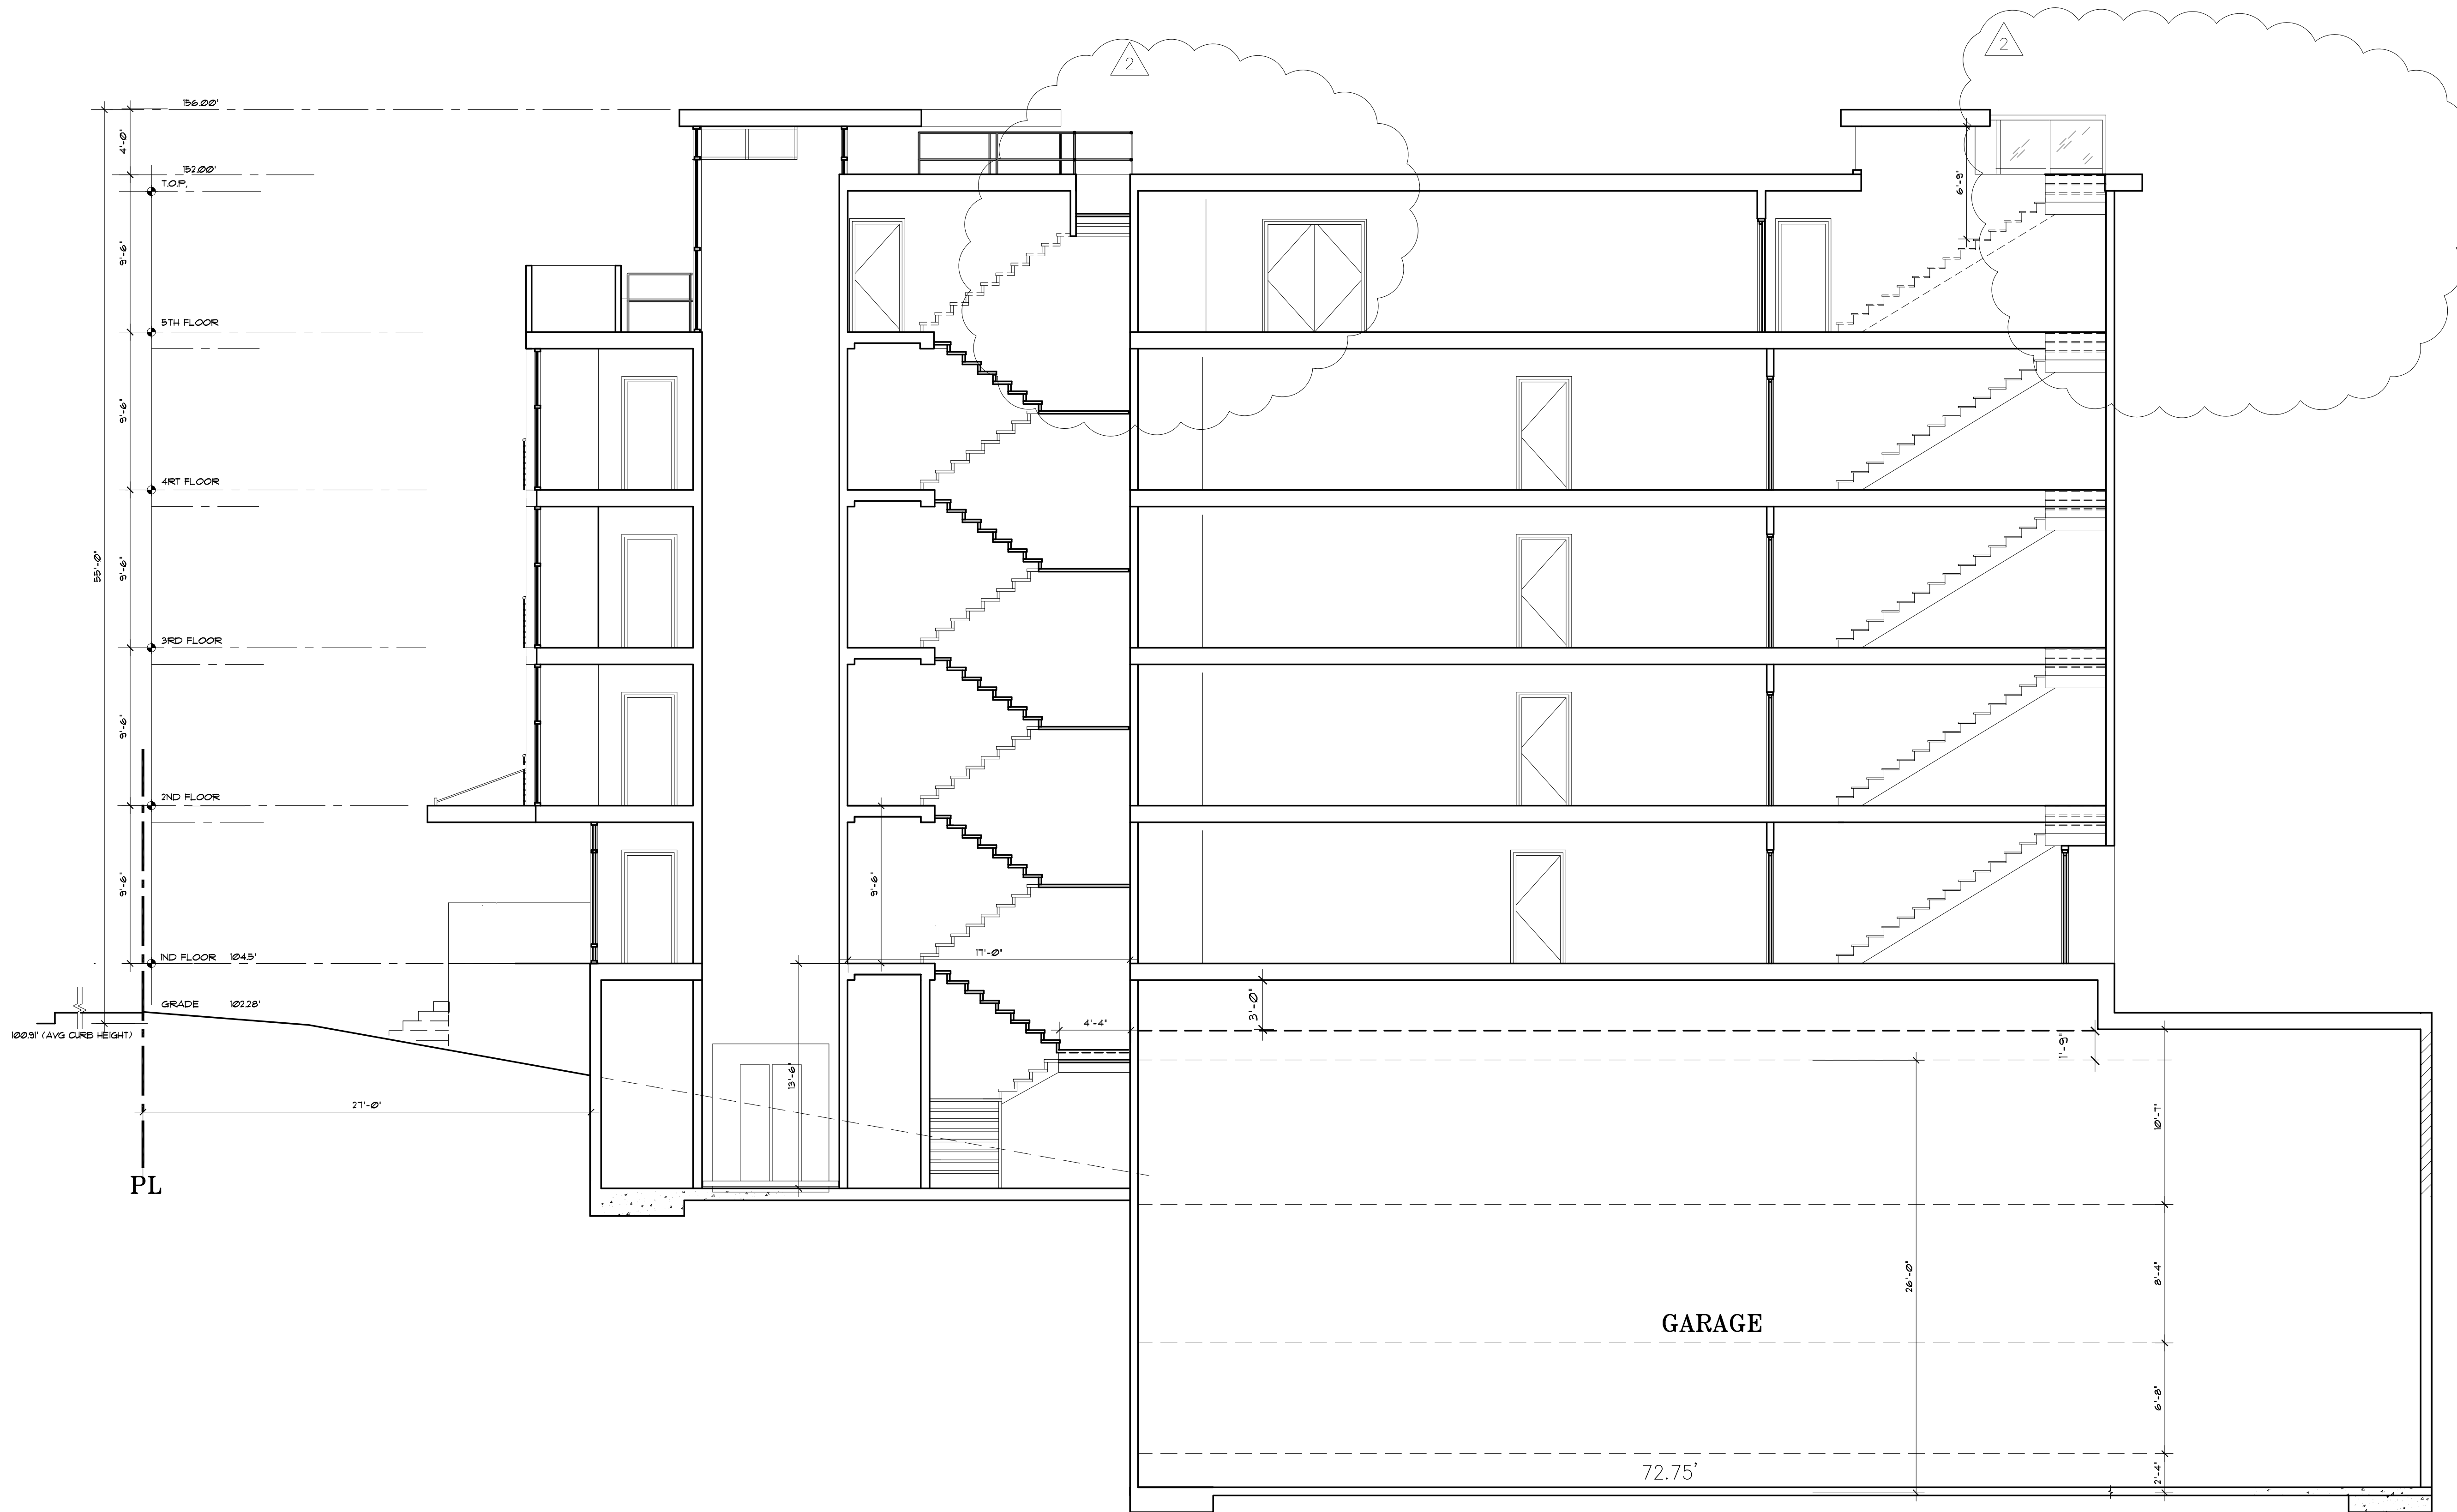 2
2
156.00'
4'-0"
152.00'
T.O.P.
6'-9"
9'-6"
5TH FLOOR
9'-6"
4RT FLOOR
55'-0"
9'-6"
3RD FLOOR
9'-6"
2ND FLOOR
9'-6"
9'-6"
17'-0"
1ND FLOOR 104.5'
GRADE 102.28'
3'-0"
4'-4"
100.91' (AVG CURB HEIGHT)
1'-9"
13'-6"
27'-0"
10'-7"
PL
8'-4"
26'-0"
GARAGE
6'-8"
72.75'
2'-4"